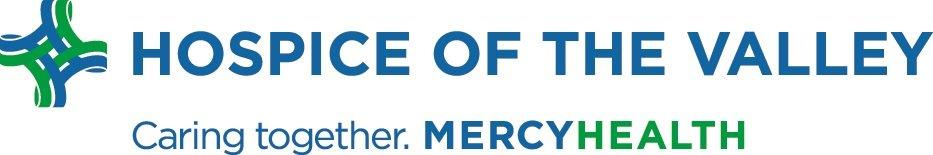 HOSPICE OF THE VALLEY
Caring together. MERCYHEALTH